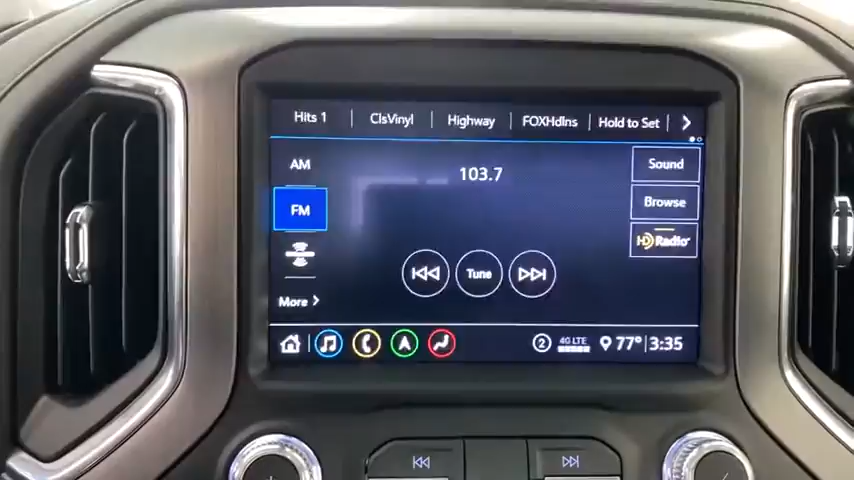 Hits 1 ClsVinyl Highway FOXHdlns Hold to Set
AM
103.7
Sound
FM
Browse
HD Radio
Tune
More
2 4G LTE 77° 3:35